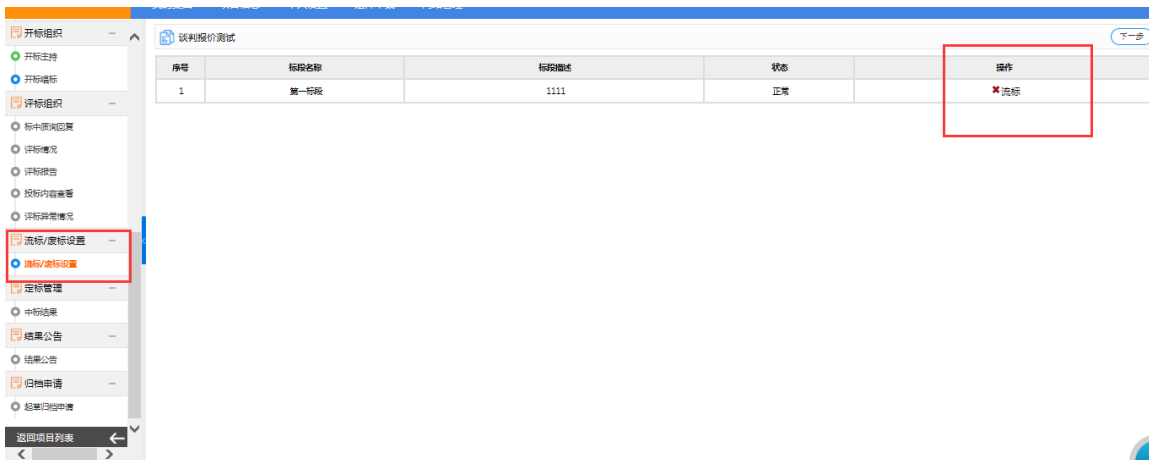 开标组织
开标主持
开标唱标
评标组织
标中质询回复
评标情况
评标报告
投标内容查看
评标异常情况
流标/废标设置
流标/废标设置
定标管理
中标结果
结果公告
结果公告
归档申请
起草归档申请
返回项目列表
谈判报价测试
下一步
序号 标段名称 标段描述 状态 操作
1 第一标段 1111 正常 流标